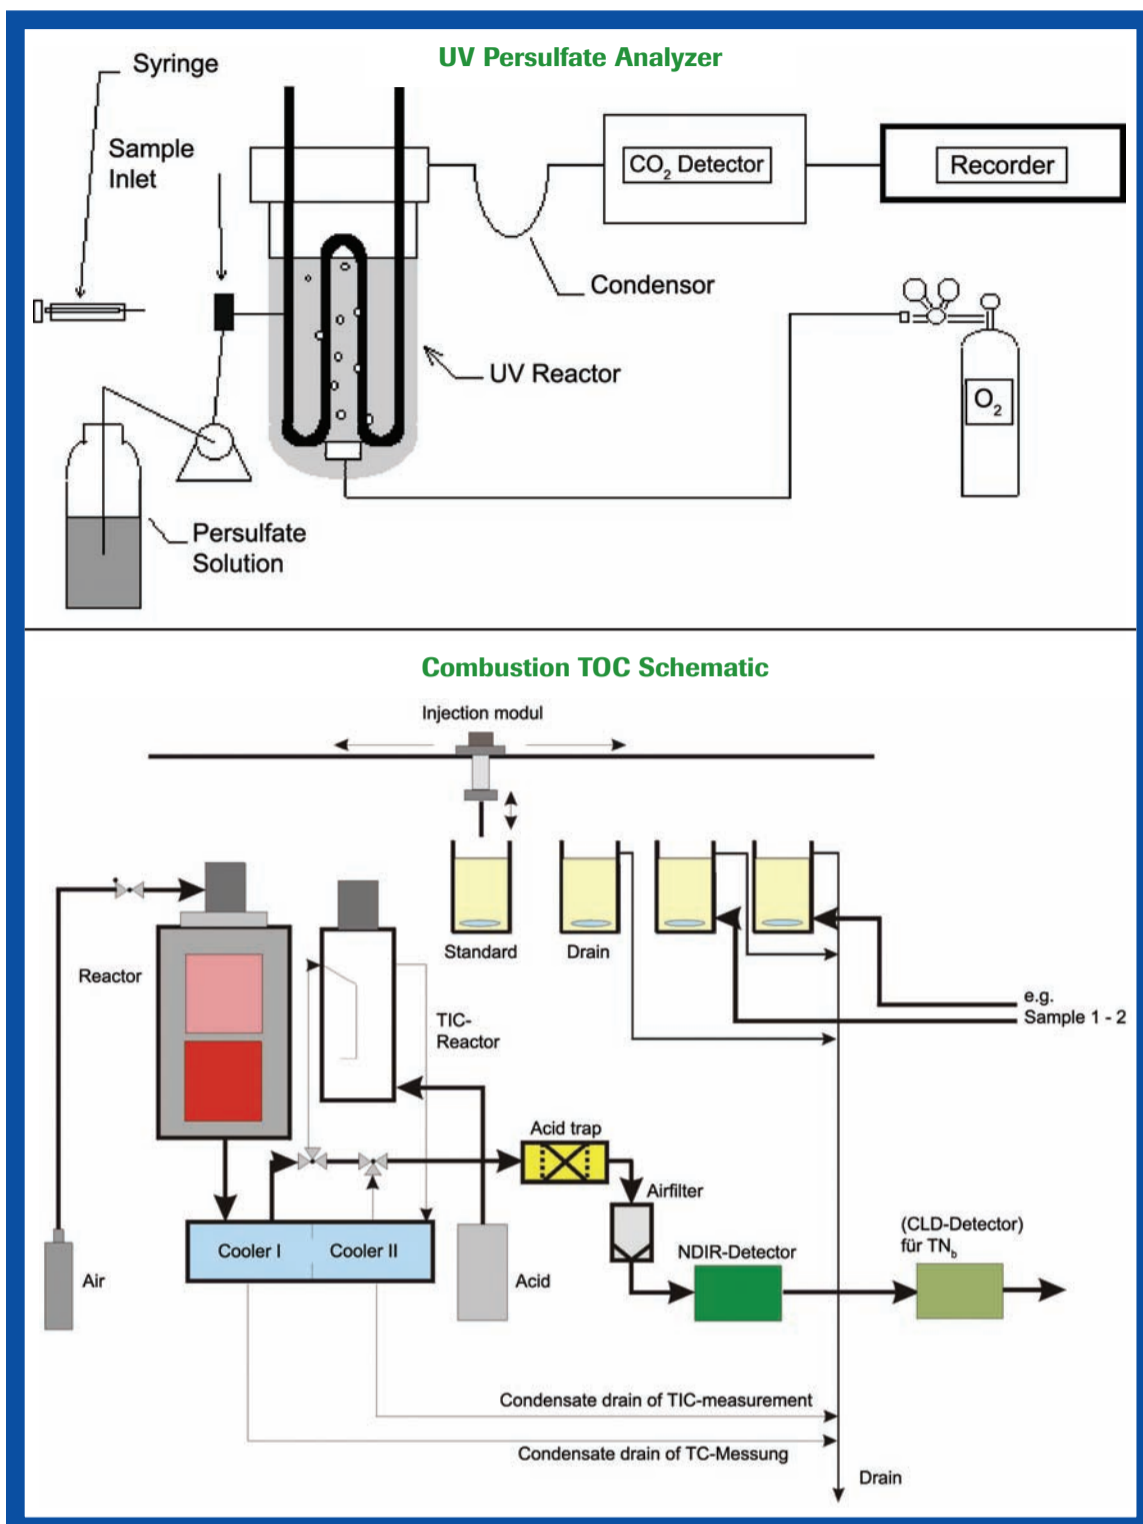 UV Persulfate Analyzer
Syringe
Sample
Inlet
CO2 Detector
Recorder
Condensor
UV Reactor
O2
Persulfate
Solution
Combustion TOC Schematic
Injection modul
Standard
Drain
Reactor
TIC-
Reactor
e.g.
Sample 1 - 2
Acid trap
Airfilter
(CLD-Detector)
für TNb
NDIR-Detector
Cooler I
Cooler II
Air
Acid
Condensate drain of TIC-measurement
Condensate drain of TC-Messung
Drain